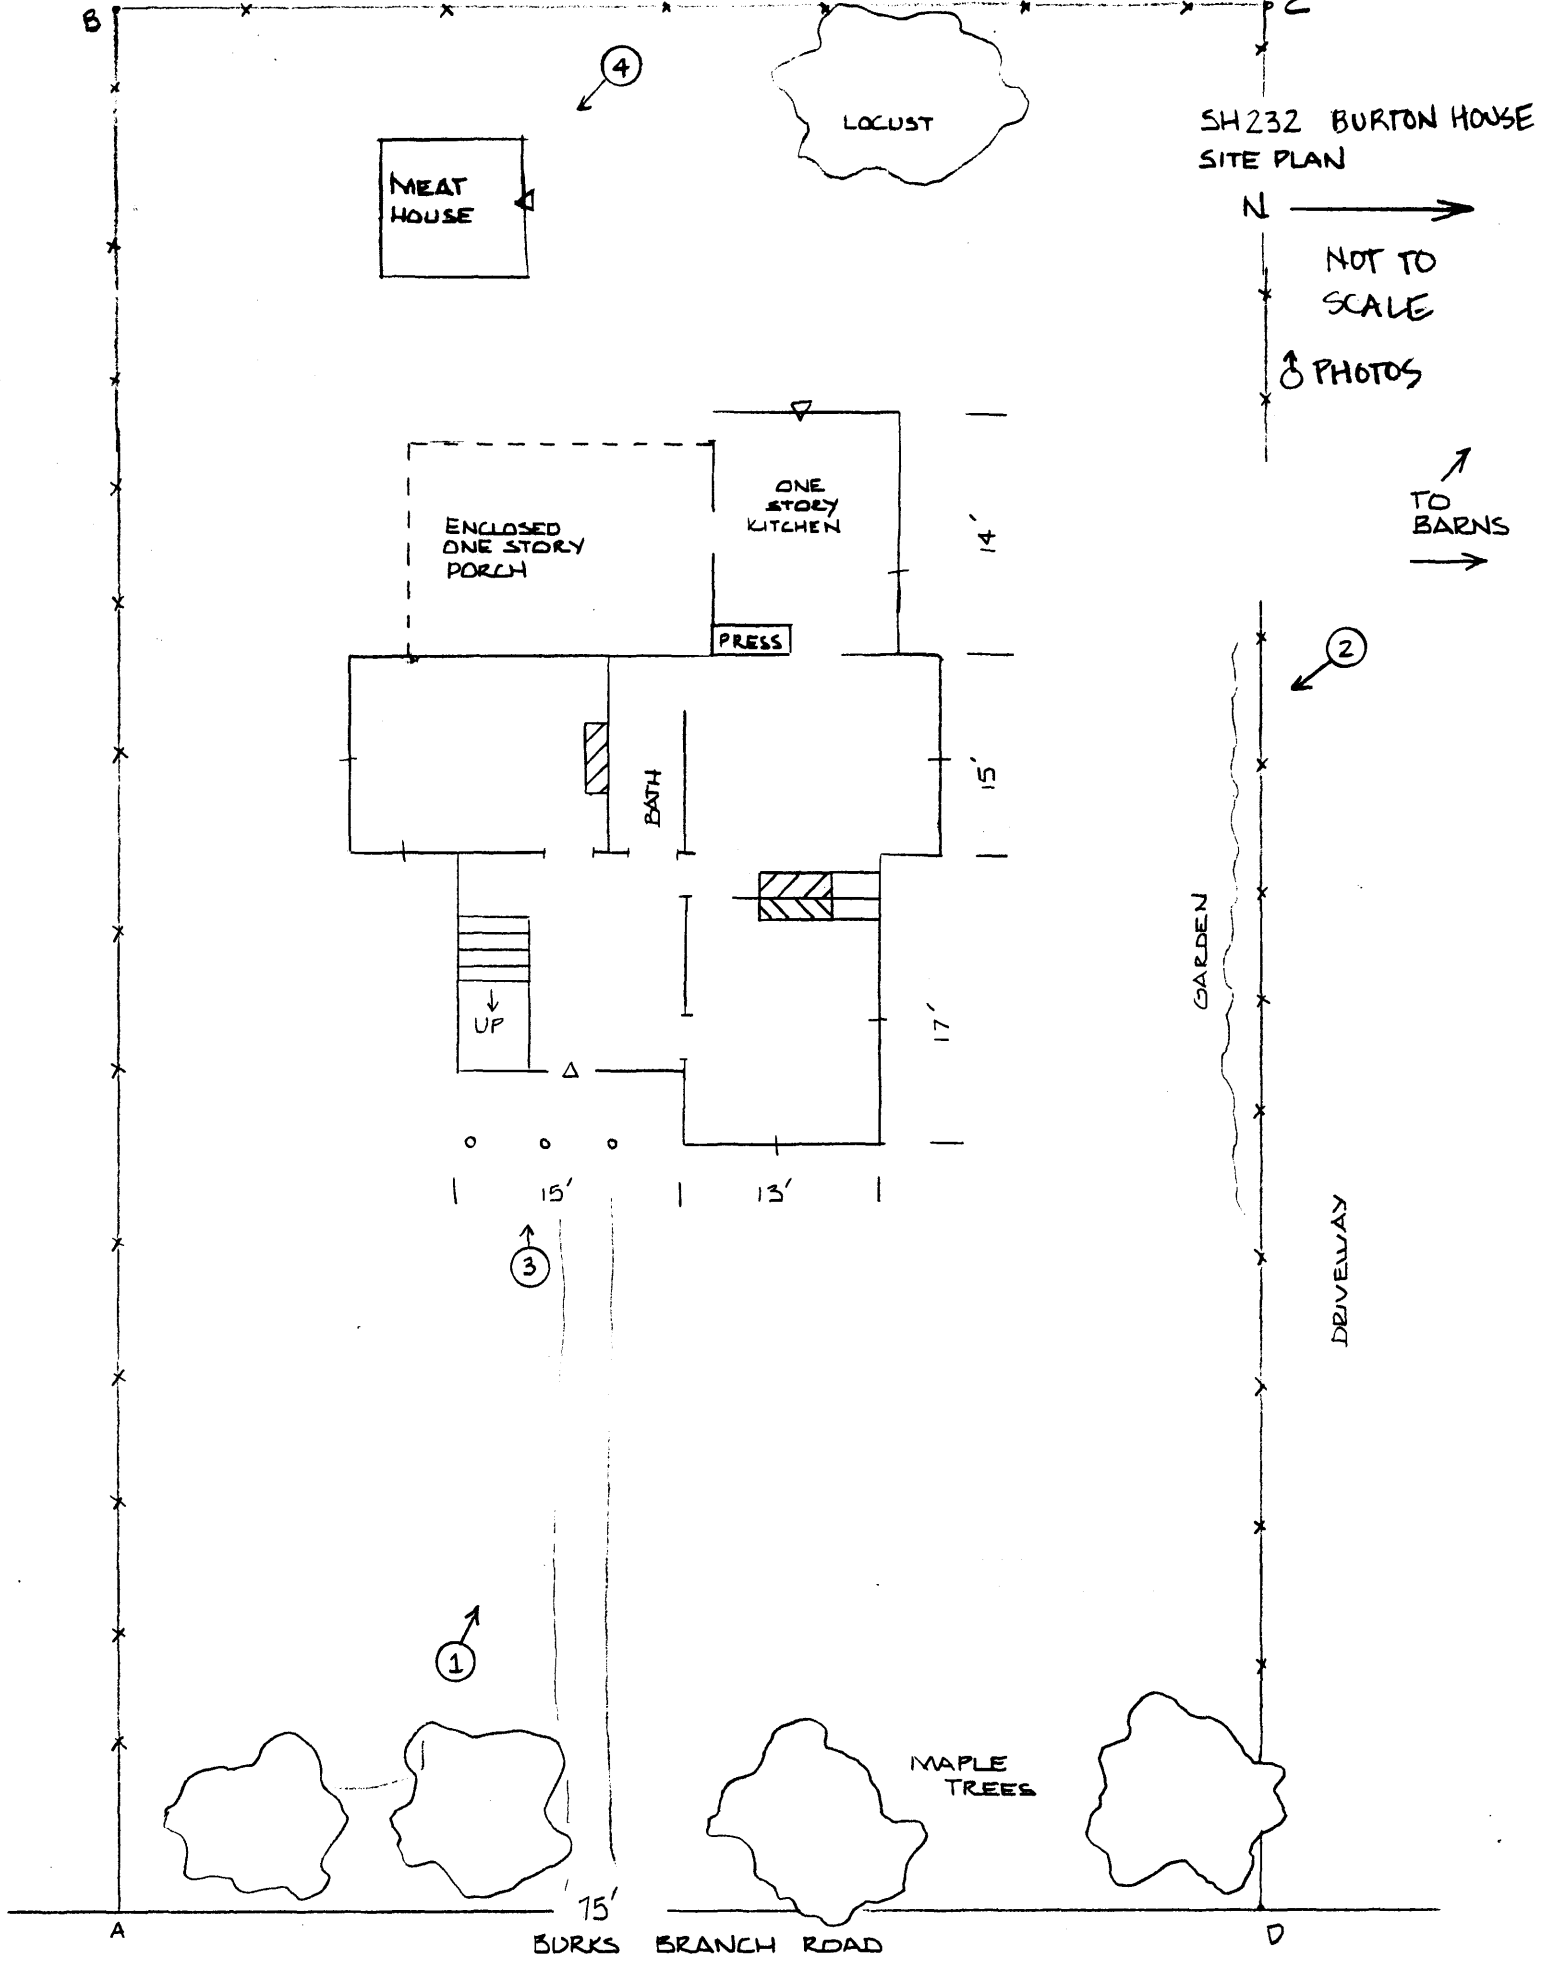 B
C
4
LOCUST
SH232 BURTON HOUSE
SITE PLAN
N
MEAT
HOUSE
NOT TO
SCALE
PHOTOS
ONE
STORY
KITCHEN
ENCLOSED
ONE STORY
PORCH
14'
TO
BARNS
PRESS
2
BATH
15'
GARDEN
UP
17'
15'
13'
3
DRIVEWAY
1
MAPLE
TREES
75'
A
D
BURKS BRANCH ROAD